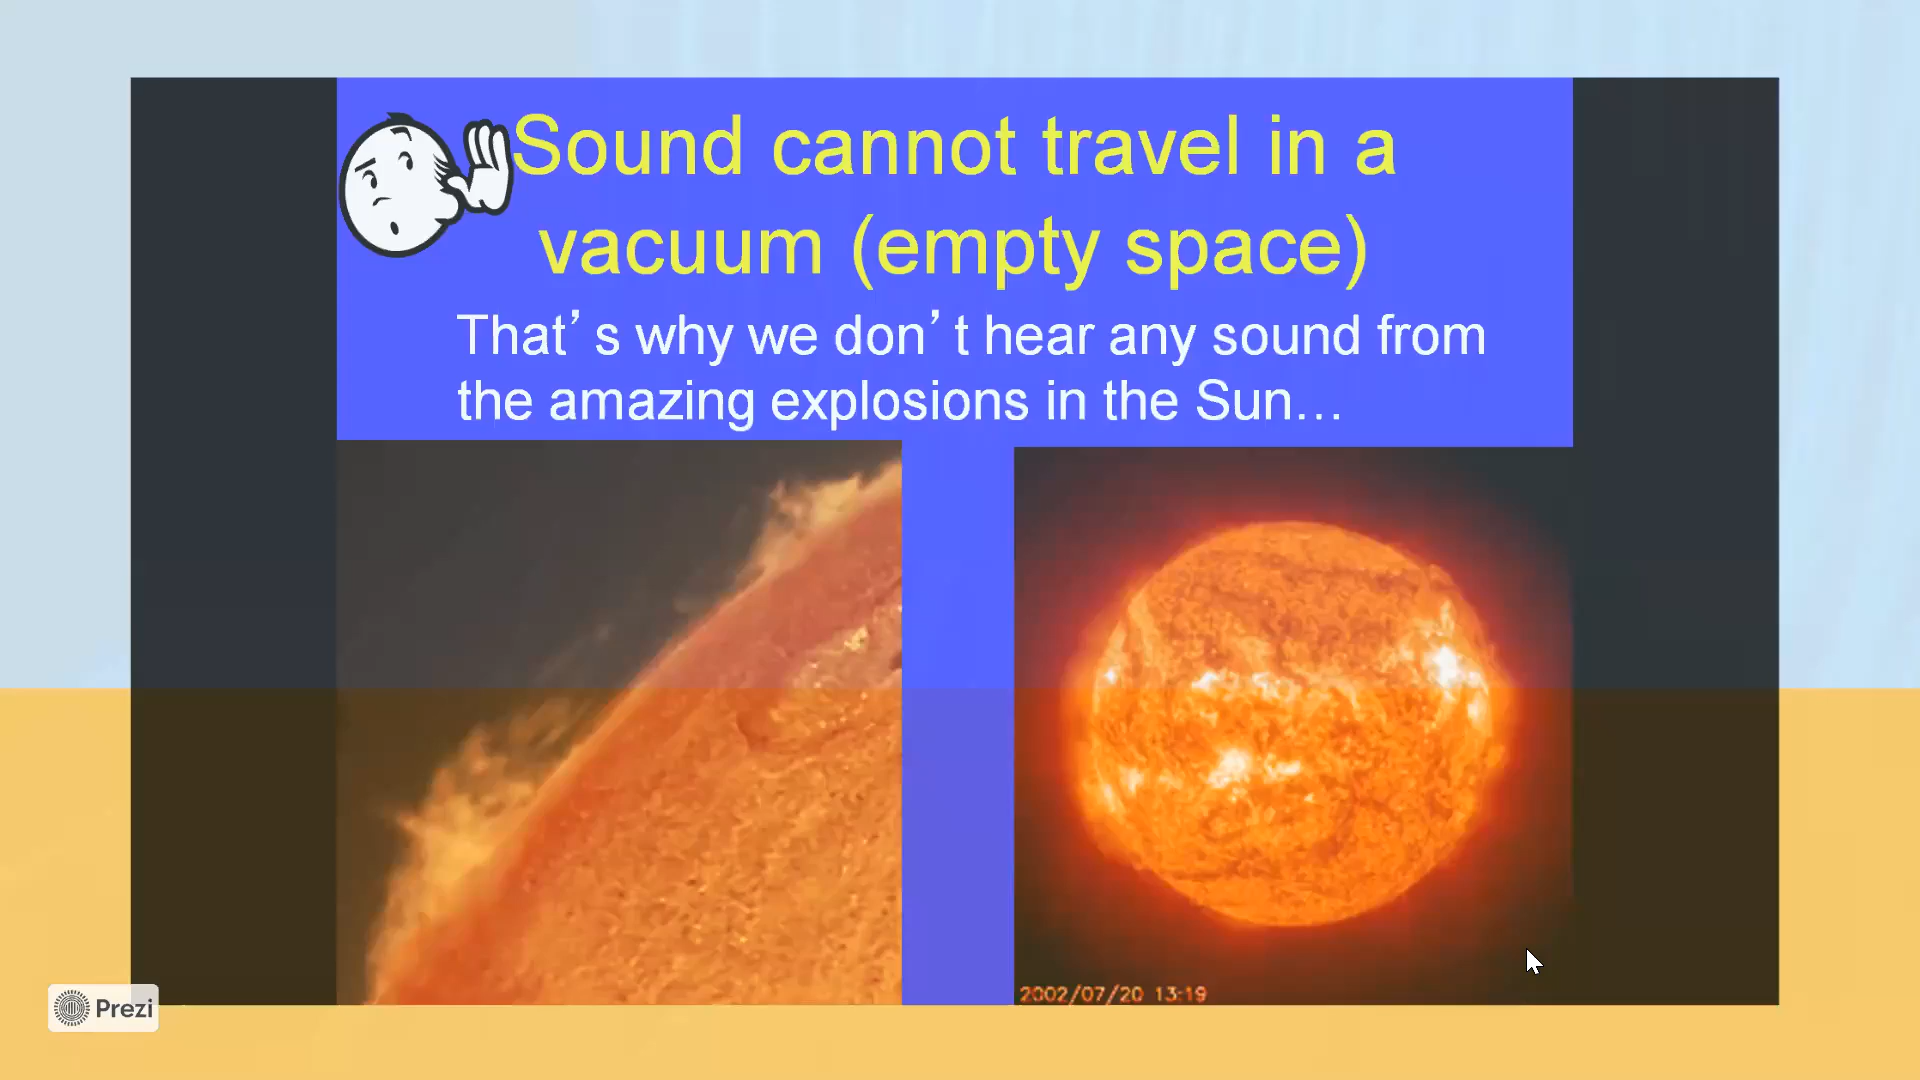 Sound cannot travel in a
vacuum (empty space)
That’s why we don’t hear any sound from
the amazing explosions in the Sun…
2002/07/20 13:19
Prezi